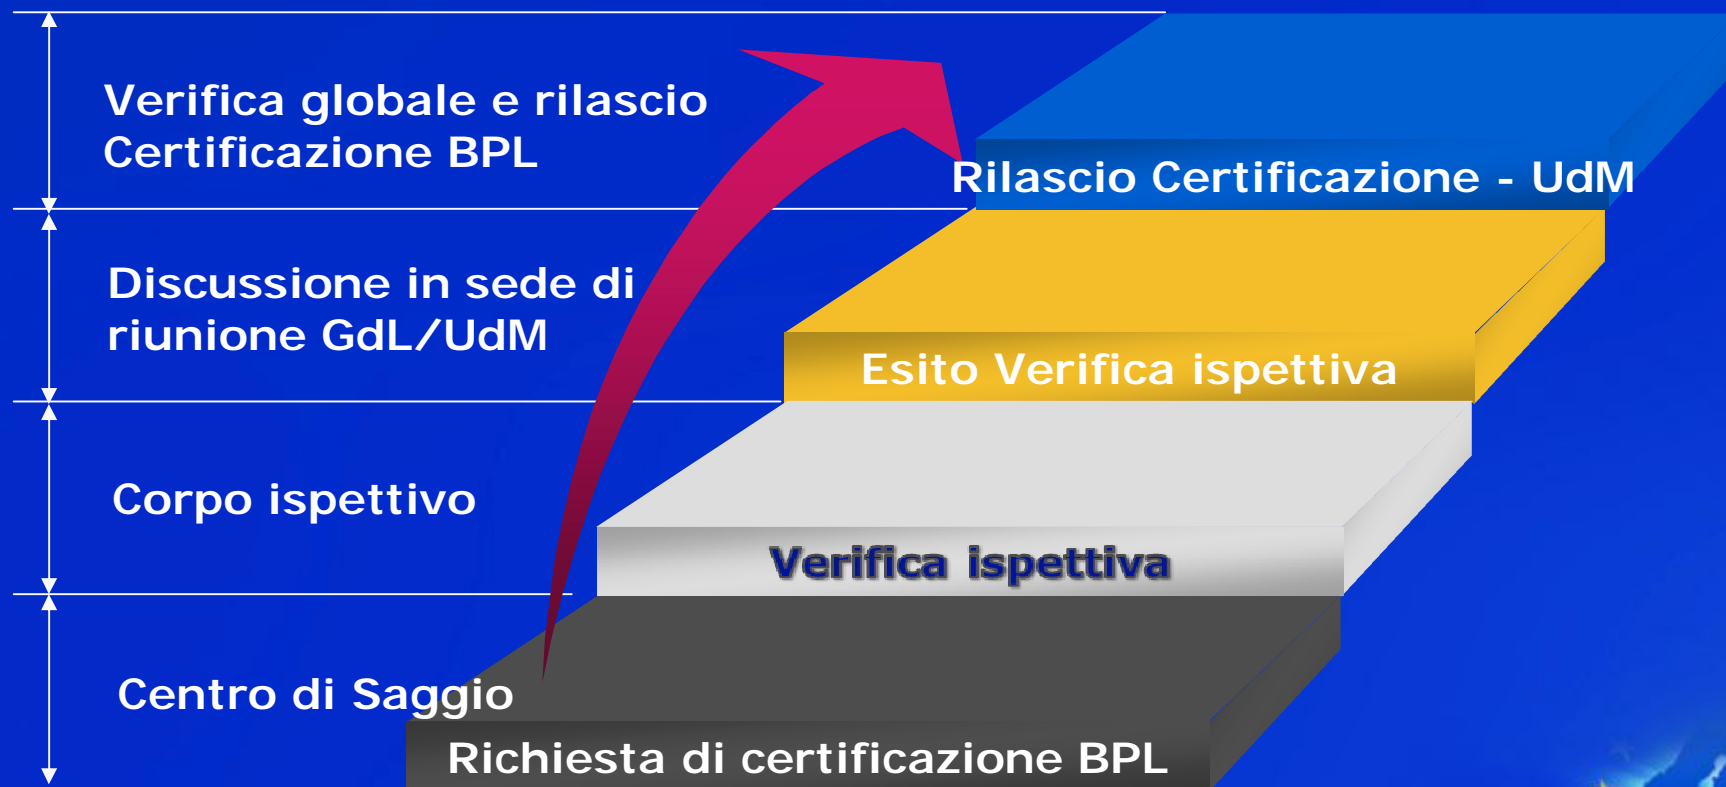 Verifica globale e rilascio
Certificazione BPL
Rilascio Certificazione - UdM
Discussione in sede di
riunione GdL/UdM
Esito Verifica ispettiva
Corpo ispettivo
Verifica ispettiva
Centro di Saggio
Richiesta di certificazione BPL